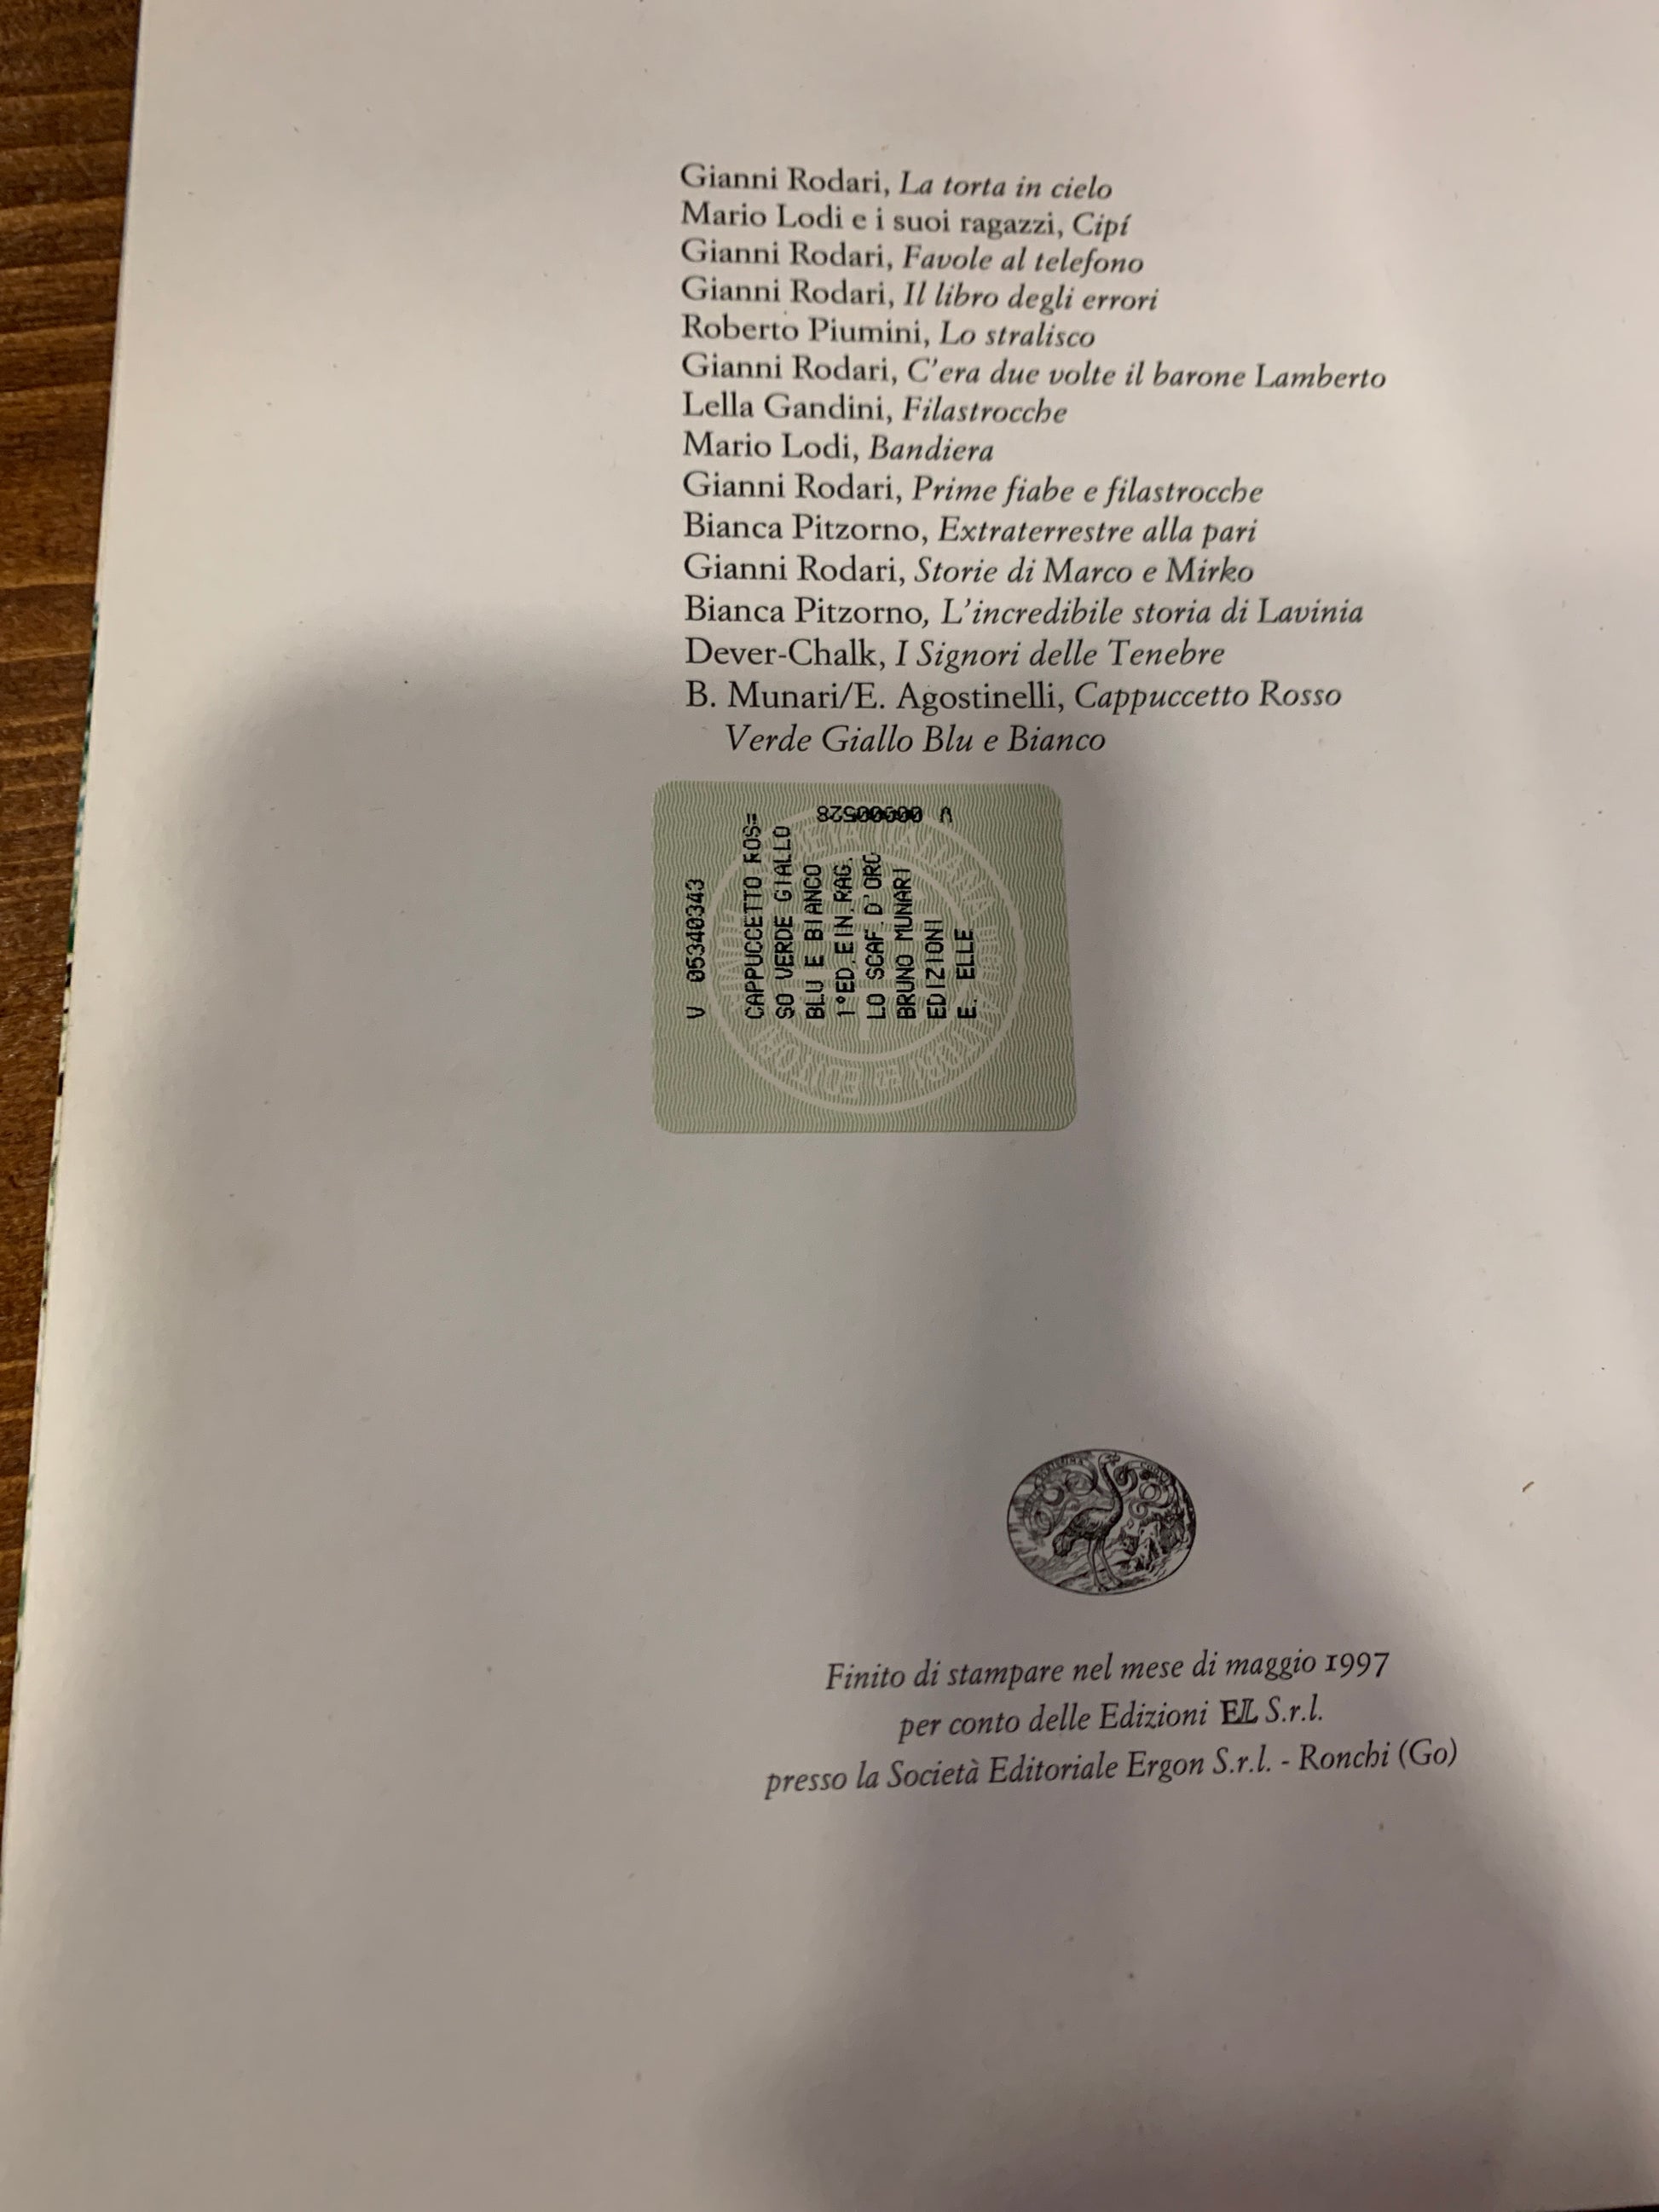 Gianni Rodari, La torta in cielo
Mario Lodi e i suoi ragazzi, Cipí
Gianni Rodari, Favole al telefono
Gianni Rodari, Il libro degli errori
Roberto Piumini, Lo stralisco
Gianni Rodari, C'era due volte il barone Lamberto
Lella Gandini, Filastrocche
Mario Lodi, Bandiera
Gianni Rodari, Prime fiabe e filastrocche
Bianca Pitzorno, Extraterrestre alla pari
Gianni Rodari, Storie di Marco e Mirko
Bianca Pitzorno, L'incredibile storia di Lavinia
Dever-Chalk, I Signori delle Tenebre
B. Munari/E. Agostinelli, Cappuccetto Rosso
Verde Giallo Blu e Bianco
V 05340343
CAPPUCCETTO ROS=
SO VERDE GIALLO
BLU E BIANCO
1°ED.EIN.RAG.
LO SCAF.D'ORO
BRUNO MUNARI
EDIZIONI
E. ELLE
V 000000528
Finito di stampare nel mese di maggio 1997
per conto delle Edizioni EL S.r.l.
presso la Società Editoriale Ergon S.r.l. - Ronchi (Go)